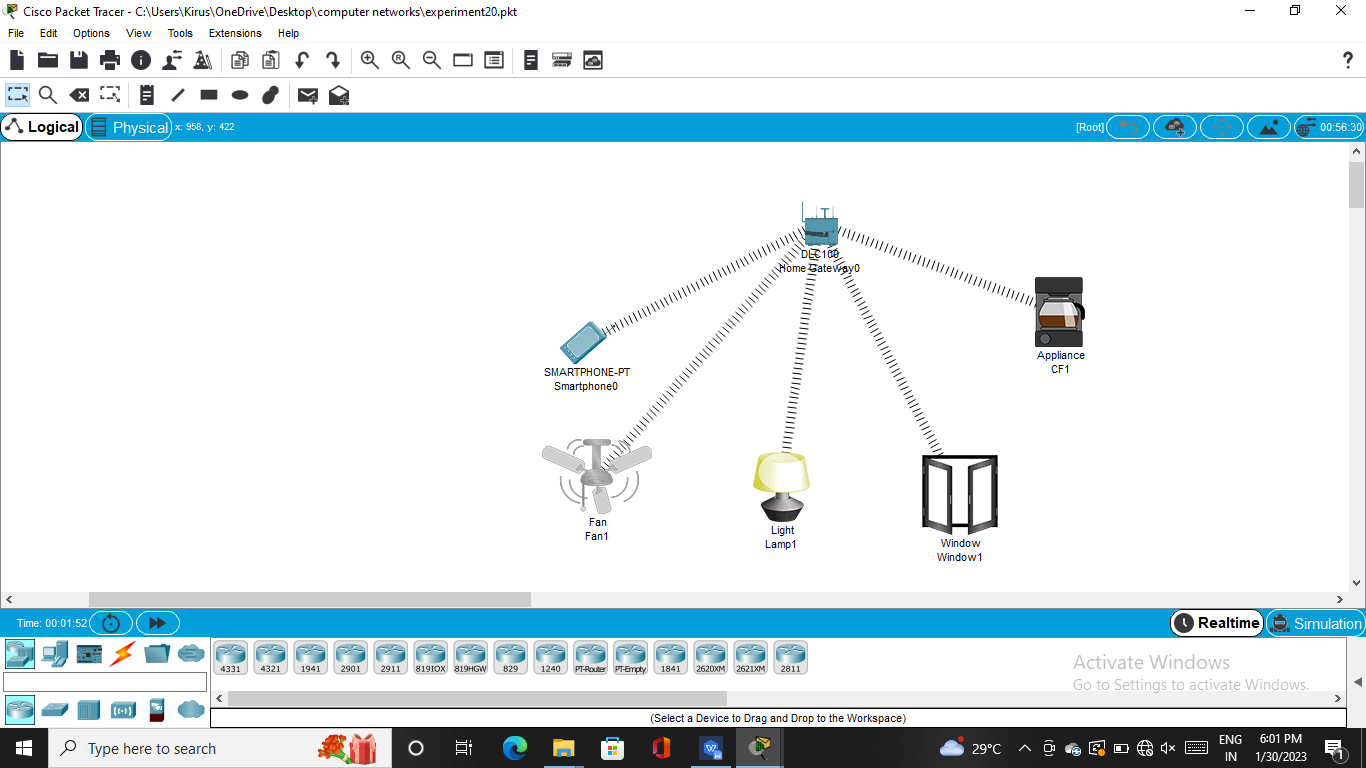 Cisco Packet Tracer - C:\Users\Kirus\OneDrive\Desktop\computer networks\experiment20.pkt
File Edit Options View Tools Extensions Help
Logical Physical x: 958, y: 422 [Root] 00:56:30
DLC100
Home Gateway0
SMARTPHONE-PT
Smartphone0
Appliance
CF1
Fan
Fan1
Light
Lamp1
Window
Window1
Time: 00:01:52 Realtime Simulation
4331 4321 1941 2901 2911 819IOX 819HGW 829 1240 PT-Router PT-Empty 1841 2620XM 2621XM 2811
Activate Windows
Go to Settings to activate Windows.
(Select a Device to Drag and Drop to the Workspace)
Type here to search
29°C
ENG
IN
6:01 PM
1/30/2023
1